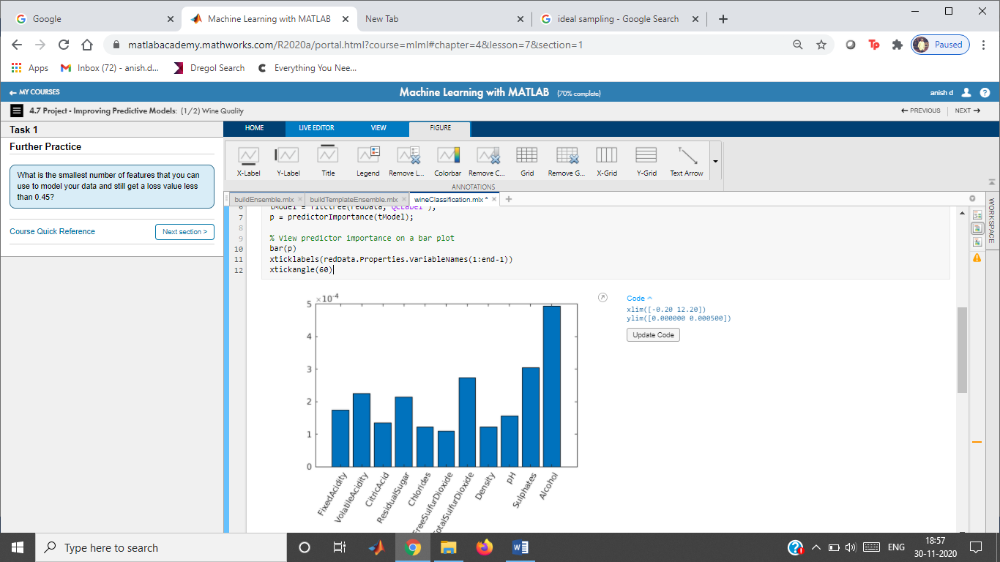 Google
Machine Learning with MATLAB
New Tab
ideal sampling - Google Search
matlabacademy.mathworks.com/R2020a/portal.html?course=mlml#chapter=4&lesson=7&section=1
Tp
Paused
Apps
Inbox (72) - anish.d...
Dregol Search
Everything You Nee...
MY COURSES
Machine Learning with MATLAB (70% complete)
anish d
4.7 Project - Improving Predictive Models: (1/2) Wine Quality
PREVIOUS
NEXT
Task 1
Further Practice
What is the smallest number of features that you can
use to model your data and still get a loss value less
than 0.45?
Course Quick Reference
Next section >
HOME
LIVE EDITOR
VIEW
FIGURE
X-Label
Y-Label
Title
Legend
Remove L...
Colorbar
Remove C...
Grid
Remove G...
X-Grid
Y-Grid
Text Arrow
ANNOTATIONS
buildEnsemble.mlx
buildTemplateEnsemble.mlx
wineClassification.mlx *
WORKSPACE
7 p = predictorImportance(tModel);
8
9 % View predictor importance on a bar plot
10 bar(p)
11 xticklabels(redData.Properties.VariableNames(1:end-1))
12 xtickangle(60)
×10-4
5
4
3
2
1
0
FixedAcidity
VolatileAcidity
CitricAcid
ResidualSugar
Chlorides
FreeSulfurDioxide
Density
pH
Sulphates
Alcohol
Code
xlim([-0.20 12.20])
ylim([0.000000 0.000500])
Update Code
Type here to search
ENG
18:57
30-11-2020